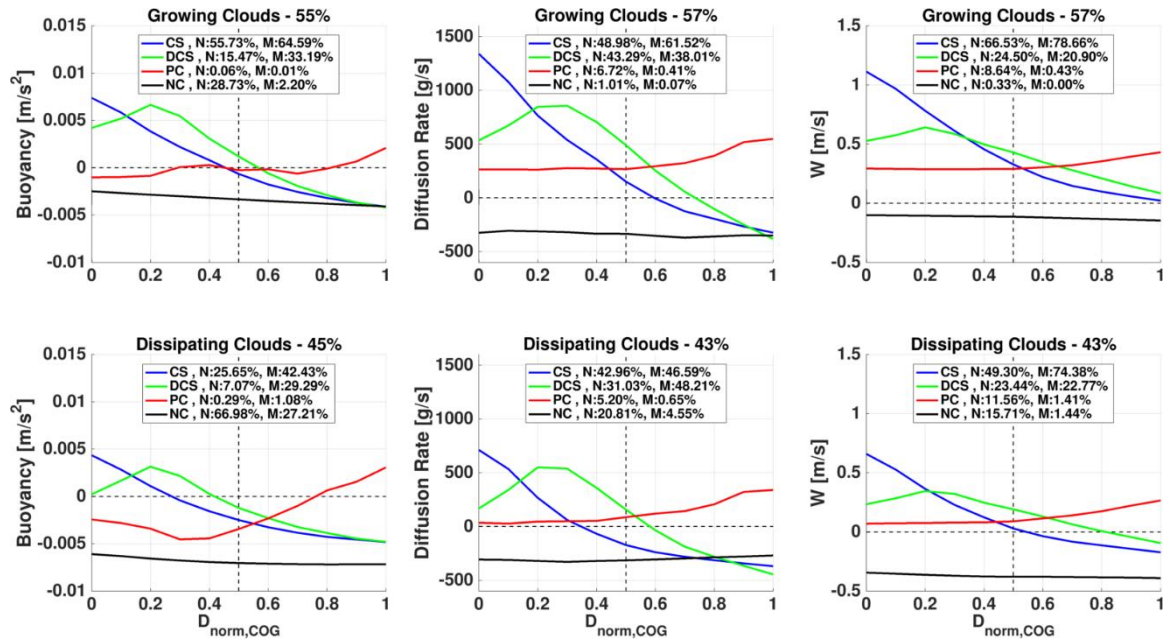 Growing Clouds - 55%
0.015
0.01
0.005
0
-0.005
-0.01
Buoyancy [m/s²]
CS , N:55.73%, M:64.59%
DCS , N:15.47%, M:33.19%
PC , N:0.06%, M:0.01%
NC , N:28.73%, M:2.20%
0 0.2 0.4 0.6 0.8 1
Growing Clouds - 57%
1500
1000
500
0
-500
Diffusion Rate [g/s]
CS , N:48.98%, M:61.52%
DCS , N:43.29%, M:38.01%
PC , N:6.72%, M:0.41%
NC , N:1.01%, M:0.07%
0 0.2 0.4 0.6 0.8 1
Growing Clouds - 57%
1.5
1
0.5
0
-0.5
W [m/s]
CS , N:66.53%, M:78.66%
DCS , N:24.50%, M:20.90%
PC , N:8.64%, M:0.43%
NC , N:0.33%, M:0.00%
0 0.2 0.4 0.6 0.8 1
Dissipating Clouds - 45%
0.015
0.01
0.005
0
-0.005
-0.01
Buoyancy [m/s²]
CS , N:25.65%, M:42.43%
DCS , N:7.07%, M:29.29%
PC , N:0.29%, M:1.08%
NC , N:66.98%, M:27.21%
0 0.2 0.4 0.6 0.8 1
D norm,COG
Dissipating Clouds - 43%
1500
1000
500
0
-500
Diffusion Rate [g/s]
CS , N:42.96%, M:46.59%
DCS , N:31.03%, M:48.21%
PC , N:5.20%, M:0.65%
NC , N:20.81%, M:4.55%
0 0.2 0.4 0.6 0.8 1
D norm,COG
Dissipating Clouds - 43%
1.5
1
0.5
0
-0.5
W [m/s]
CS , N:49.30%, M:74.38%
DCS , N:23.44%, M:22.77%
PC , N:11.56%, M:1.41%
NC , N:15.71%, M:1.44%
0 0.2 0.4 0.6 0.8 1
D norm,COG